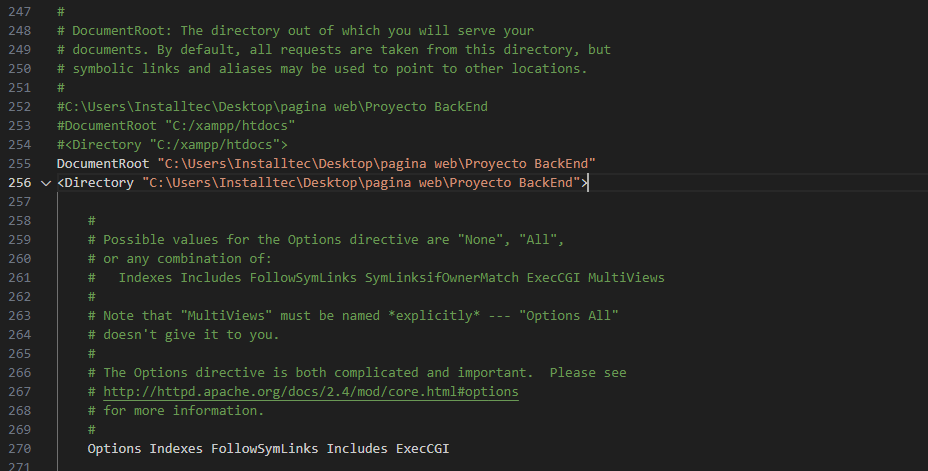 247 #
248 # DocumentRoot: The directory out of which you will serve your
249 # documents. By default, all requests are taken from this directory, but
250 # symbolic links and aliases may be used to point to other locations.
251 #
252 #C:\Users\Installtec\Desktop\pagina web\Proyecto BackEnd
253 #DocumentRoot "C:/xampp/htdocs"
254 #<Directory "C:/xampp/htdocs">
255 DocumentRoot "C:\Users\Installtec\Desktop\pagina web\Proyecto BackEnd"
256 <Directory "C:\Users\Installtec\Desktop\pagina web\Proyecto BackEnd">
257
258 #
259 # Possible values for the Options directive are "None", "All",
260 # or any combination of:
261 #   Indexes Includes FollowSymLinks SymLinksifOwnerMatch ExecCGI MultiViews
262 #
263 # Note that "MultiViews" must be named *explicitly* --- "Options All"
264 # doesn't give it to you.
265 #
266 # The Options directive is both complicated and important.  Please see
267 # http://httpd.apache.org/docs/2.4/mod/core.html#options
268 # for more information.
269 #
270 Options Indexes FollowSymLinks Includes ExecCGI
271